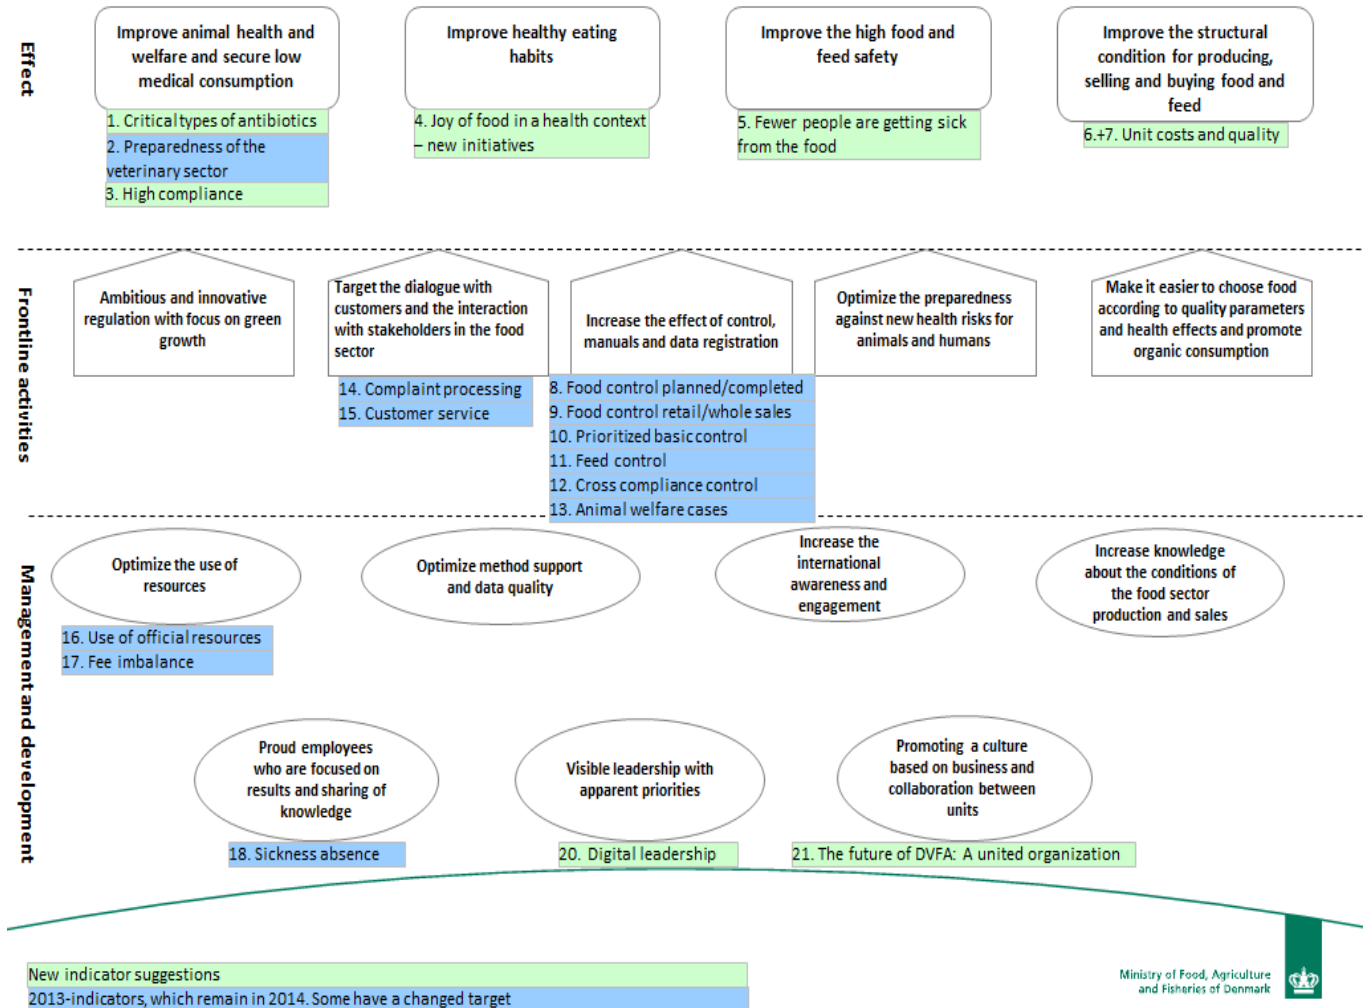 Effect
Improve animal health and
welfare and secure low
medical consumption
1. Critical types of antibiotics
2. Preparedness of the
veterinary sector
3. High compliance
Improve healthy eating
habits
4. Joy of food in a health context
– new initiatives
Improve the high food and
feed safety
5. Fewer people are getting sick
from the food
Improve the structural
condition for producing,
selling and buying food and
feed
6.+7. Unit costs and quality
Frontline activities
Ambitious and innovative
regulation with focus on green
growth
Target the dialogue with
customers and the interaction
with stakeholders in the food
sector
14. Complaint processing
15. Customer service
Increase the effect of control,
manuals and data registration
8. Food control planned/completed
9. Food control retail/whole sales
10. Prioritized basic control
11. Feed control
12. Cross compliance control
13. Animal welfare cases
Optimize the preparedness
against new health risks for
animals and humans
Make it easier to choose food
according to quality parameters
and health effects and promote
organic consumption
Management and development
Optimize the use of
resources
16. Use of official resources
17. Fee imbalance
Optimize method support
and data quality
Increase the
international
awareness and
engagement
Increase knowledge
about the conditions of
the food sector
production and sales
Proud employees
who are focused on
results and sharing of
knowledge
18. Sickness absence
Visible leadership with
apparent priorities
20. Digital leadership
Promoting a culture
based on business and
collaboration between
units
21. The future of DVFA: A united organization
New indicator suggestions
2013-indicators, which remain in 2014. Some have a changed target
Ministry of Food, Agriculture
and Fisheries of Denmark